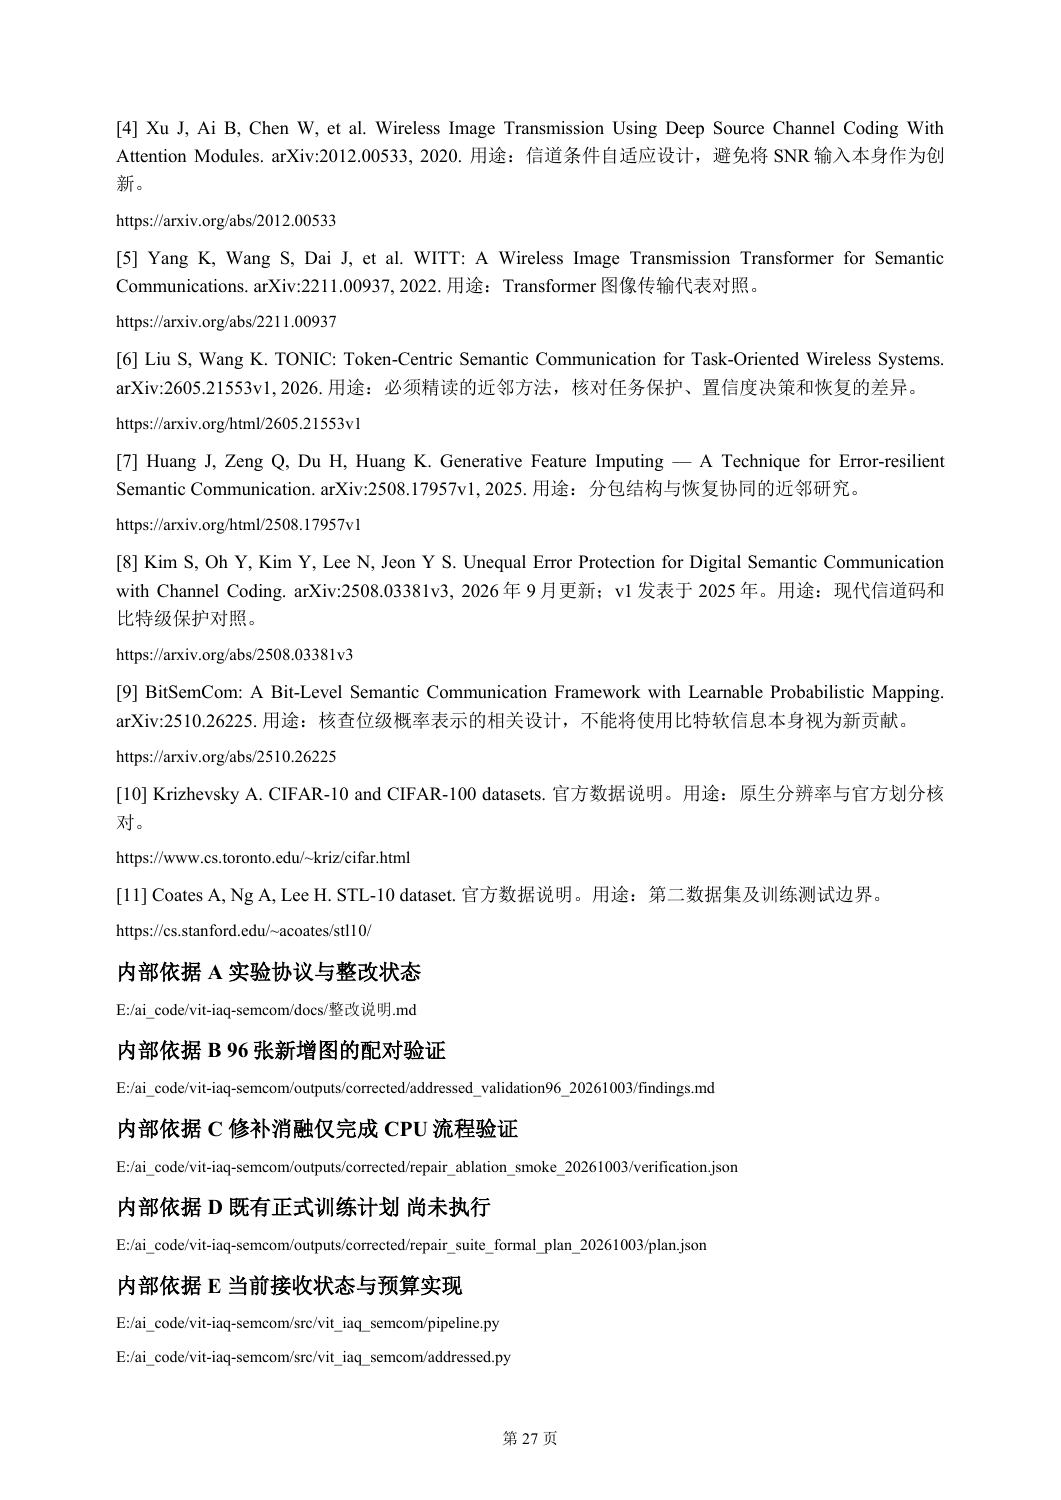 [4] Xu J, Ai B, Chen W, et al. Wireless Image Transmission Using Deep Source Channel Coding With
Attention Modules. arXiv:2012.00533, 2020. 用途：信道条件自适应设计，避免将 SNR 输入本身作为创
新。
https://arxiv.org/abs/2012.00533
[5] Yang K, Wang S, Dai J, et al. WITT: A Wireless Image Transmission Transformer for Semantic
Communications. arXiv:2211.00937, 2022. 用途：Transformer 图像传输代表对照。
https://arxiv.org/abs/2211.00937
[6] Liu S, Wang K. TONIC: Token-Centric Semantic Communication for Task-Oriented Wireless Systems.
arXiv:2605.21553v1, 2026. 用途：必须精读的近邻方法，核对任务保护、置信度决策和恢复的差异。
https://arxiv.org/html/2605.21553v1
[7] Huang J, Zeng Q, Du H, Huang K. Generative Feature Imputing — A Technique for Error-resilient
Semantic Communication. arXiv:2508.17957v1, 2025. 用途：分包结构与恢复协同的近邻研究。
https://arxiv.org/html/2508.17957v1
[8] Kim S, Oh Y, Kim Y, Lee N, Jeon Y S. Unequal Error Protection for Digital Semantic Communication
with Channel Coding. arXiv:2508.03381v3, 2026 年 9 月更新；v1 发表于 2025 年。用途：现代信道码和
比特级保护对照。
https://arxiv.org/abs/2508.03381v3
[9] BitSemCom: A Bit-Level Semantic Communication Framework with Learnable Probabilistic Mapping.
arXiv:2510.26225. 用途：核查位级概率表示的相关设计，不能将使用比特软信息本身视为新贡献。
https://arxiv.org/abs/2510.26225
[10] Krizhevsky A. CIFAR-10 and CIFAR-100 datasets. 官方数据说明。用途：原生分辨率与官方划分核
对。
https://www.cs.toronto.edu/~kriz/cifar.html
[11] Coates A, Ng A, Lee H. STL-10 dataset. 官方数据说明。用途：第二数据集及训练测试边界。
https://cs.stanford.edu/~acoates/stl10/
内部依据 A 实验协议与整改状态
E:/ai_code/vit-iaq-semcom/docs/整改说明.md
内部依据 B 96 张新增图的配对验证
E:/ai_code/vit-iaq-semcom/outputs/corrected/addressed_validation96_20261003/findings.md
内部依据 C 修补消融仅完成 CPU 流程验证
E:/ai_code/vit-iaq-semcom/outputs/corrected/repair_ablation_smoke_20261003/verification.json
内部依据 D 既有正式训练计划 尚未执行
E:/ai_code/vit-iaq-semcom/outputs/corrected/repair_suite_formal_plan_20261003/plan.json
内部依据 E 当前接收状态与预算实现
E:/ai_code/vit-iaq-semcom/src/vit_iaq_semcom/pipeline.py
E:/ai_code/vit-iaq-semcom/src/vit_iaq_semcom/addressed.py
第 27 页